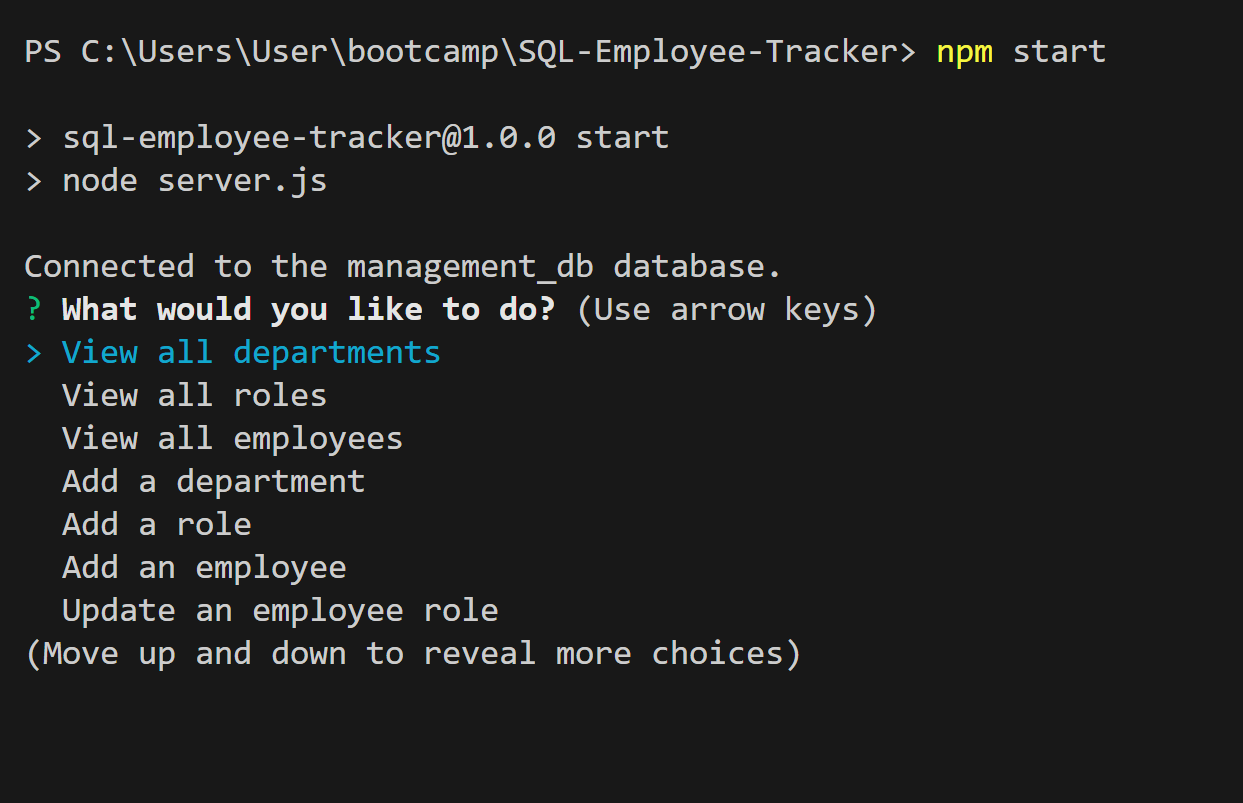 PS C:\Users\User\bootcamp\SQL-Employee-Tracker> npm start
> sql-employee-tracker@1.0.0 start
> node server.js
Connected to the management_db database.
? What would you like to do? (Use arrow keys)
> View all departments
View all roles
View all employees
Add a department
Add a role
Add an employee
Update an employee role
(Move up and down to reveal more choices)